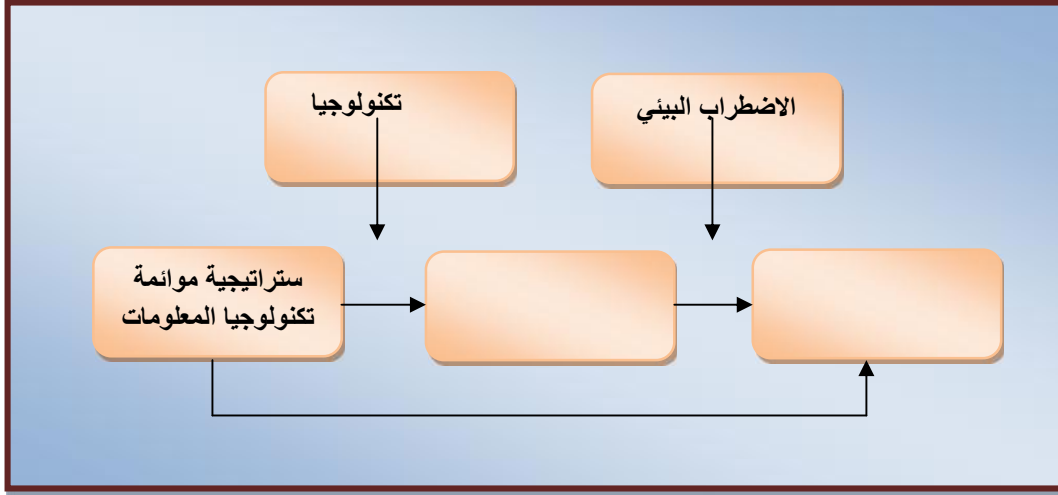 تكنولوجيا
الاضطراب البيئي
ستراتيجية موائمة
تكنولوجيا المعلومات